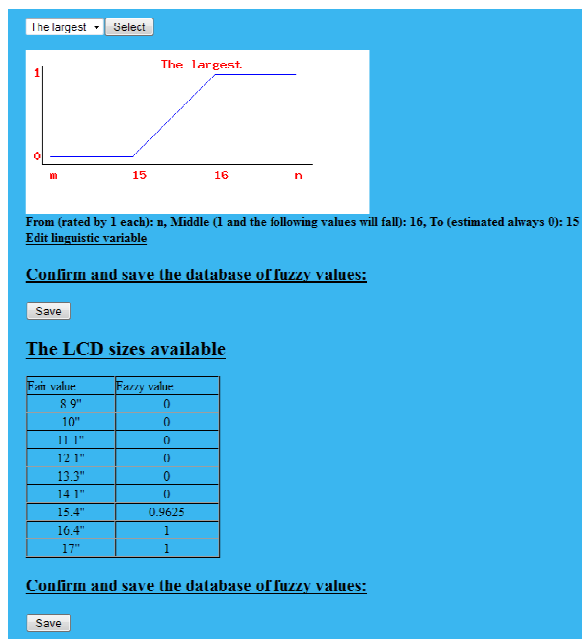 The largest Select
The largest.
1
0
m 15 16 n
From (rated by 1 each): n, Middle (1 and the following values will fall): 16, To (estimated always 0): 15
Edit linguistic variable
Confirm and save the database of fuzzy values:
Save
The LCD sizes available
Fair value Fazzy value
8.9" 0
10" 0
11.1" 0
12.1" 0
13.3" 0
14.1" 0
15.4" 0.9625
16.4" 1
17" 1
Confirm and save the database of fuzzy values:
Save